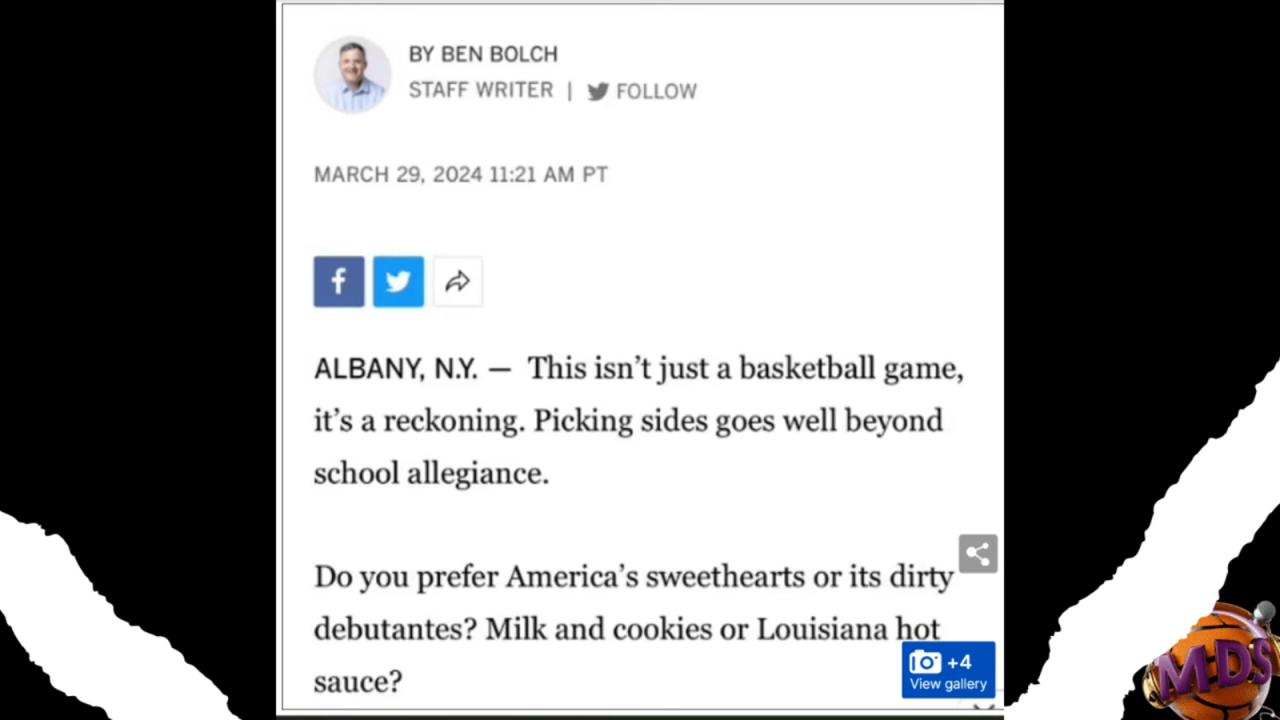 BY BEN BOLCH
STAFF WRITER | FOLLOW
MARCH 29, 2024 11:21 AM PT
f
ALBANY, N.Y. — This isn’t just a basketball game,
it’s a reckoning. Picking sides goes well beyond
school allegiance.
Do you prefer America’s sweethearts or its dirty
debutantes? Milk and cookies or Louisiana hot
sauce?
+4
View gallery
MDS